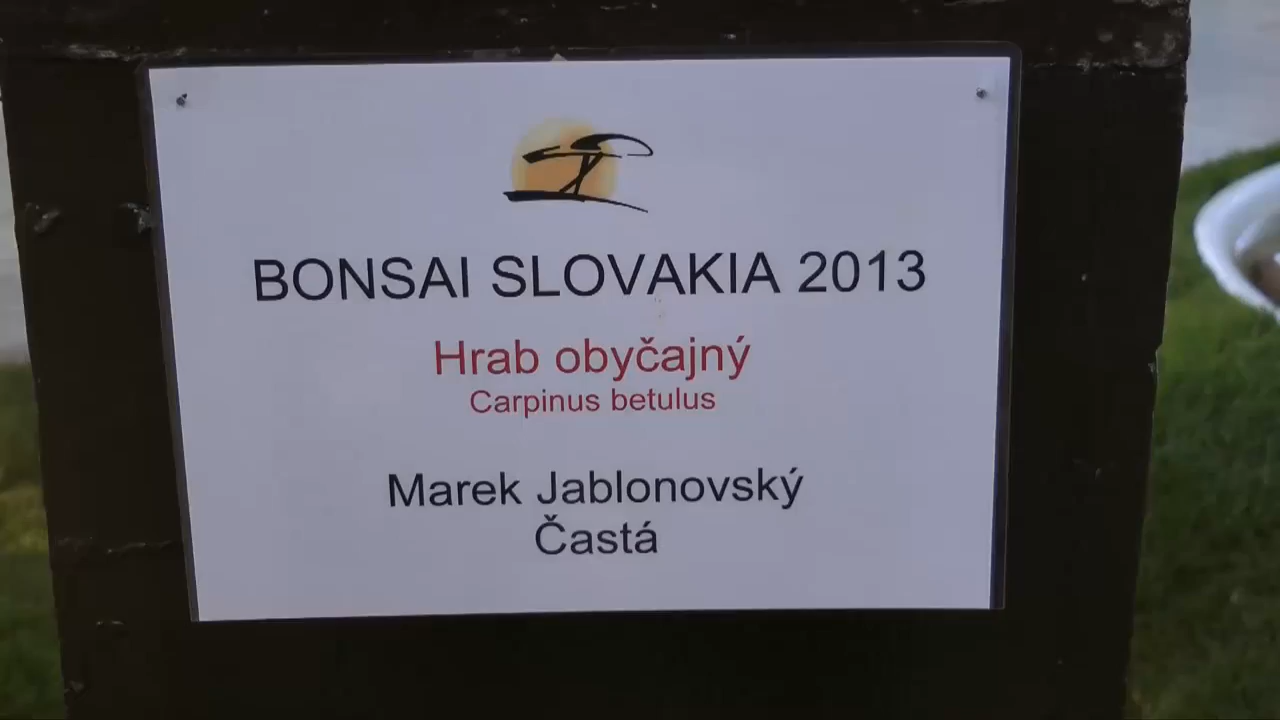 BONSAI SLOVAKIA 2013
Hrab obyčajný
Carpinus betulus
Marek Jablonovský
Častá